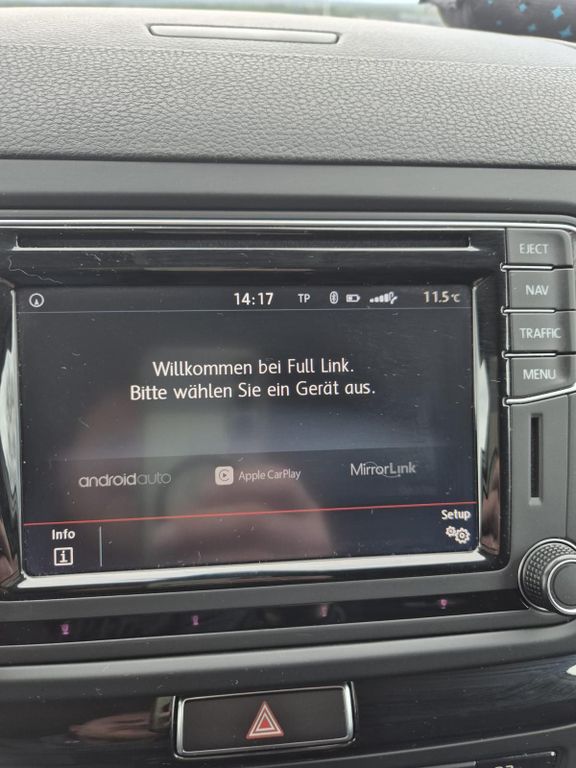 EJECT
14:17 TP 11.5°C
NAV
TRAFFIC
MENU
Willkommen bei Full Link.
Bitte wählen Sie ein Gerät aus.
androidauto Apple CarPlay MirrorLink
Info Setup
i